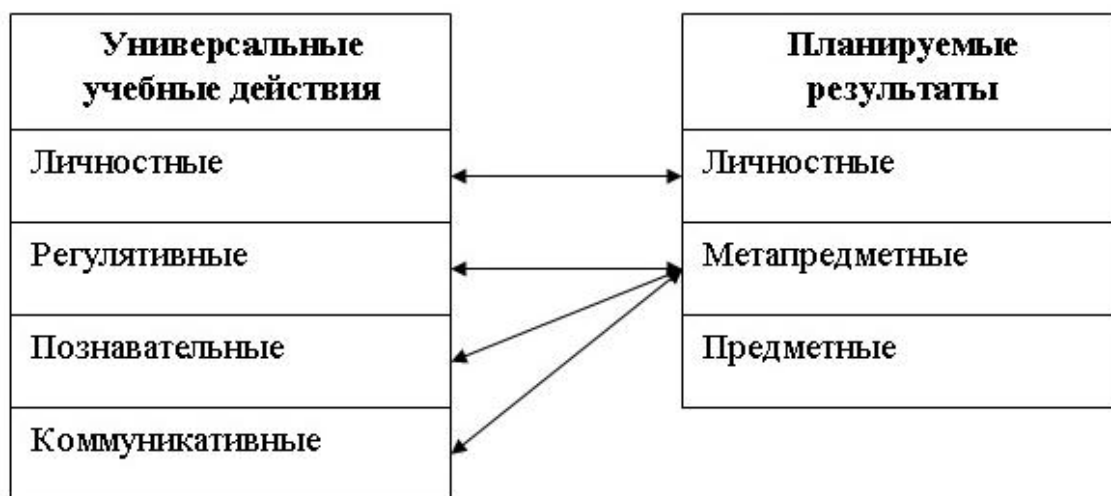 Универсальные
учебные действия
Личностные
Регулятивные
Познавательные
Коммуникативные
Планируемые
результаты
Личностные
Метапредметные
Предметные